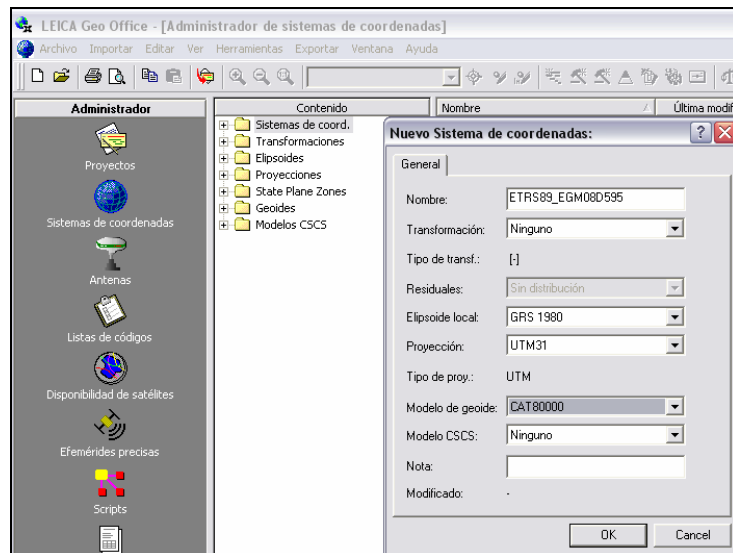 LEICA Geo Office - [Administrador de sistemas de coordenadas]
Archivo Importar Editar Ver Herramientas Exportar Ventana Ayuda
Administrador
Proyectos
Sistemas de coordenadas
Antenas
Listas de códigos
Disponibilidad de satélites
Efemérides precisas
Scripts
Contenido
Sistemas de coord.
Transformaciones
Elipsoides
Proyecciones
State Plane Zones
Geoides
Modelos CSCS
Nombre
Última modif
Nuevo Sistema de coordenadas:
General
Nombre: ETRS89_EGM08D595
Transformación: Ninguno
Tipo de transf.: [-]
Residuales: Sin distribución
Elipsoide local: GRS 1980
Proyección: UTM31
Tipo de proy.: UTM
Modelo de geoide: CAT80000
Modelo CSCS: Ninguno
Nota:
Modificado: -
OK Cancel